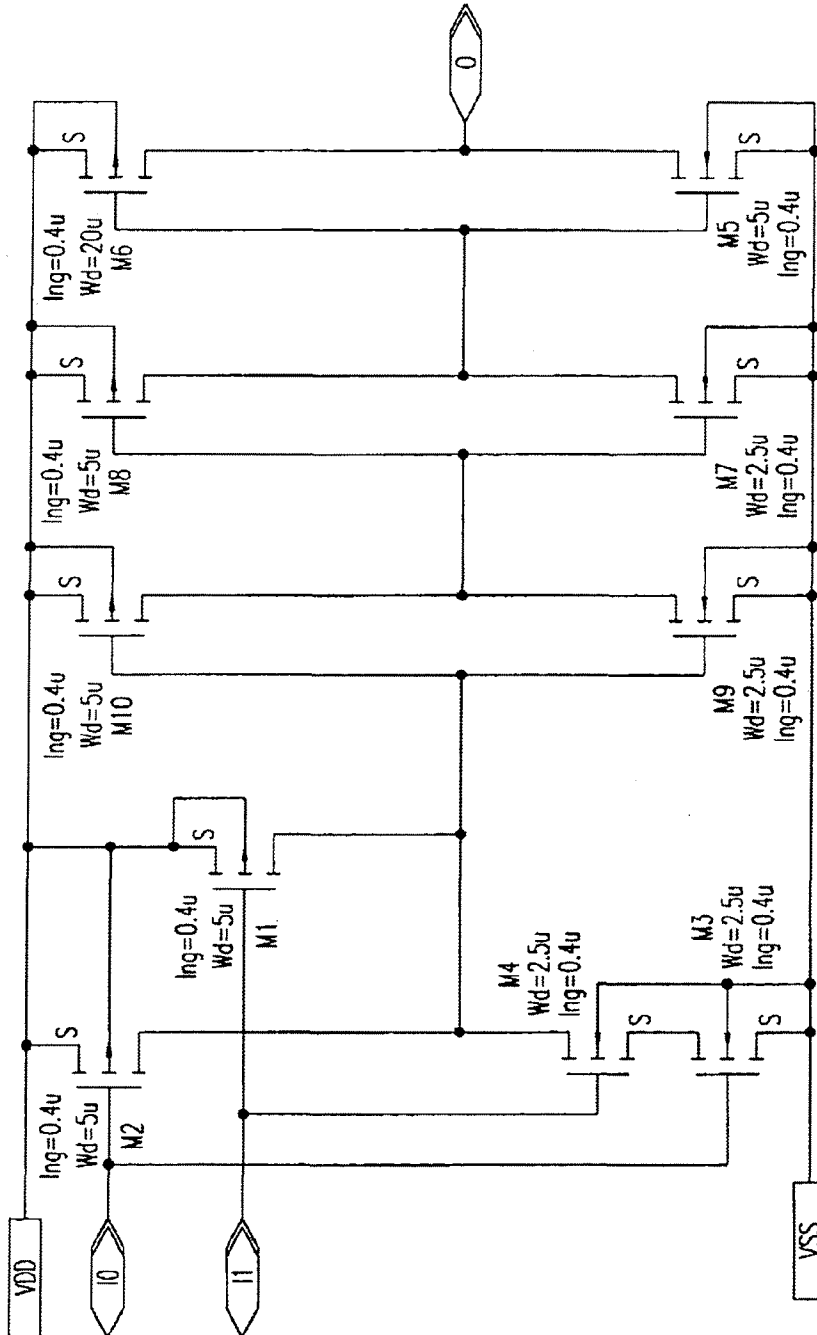 VDD
I0
I1
VSS
O
lng=0.4u
Wd=5u
M2
S
lng=0.4u
Wd=5u
M1
S
M4
Wd=2.5u
lng=0.4u
S
M3
Wd=2.5u
lng=0.4u
S
lng=0.4u
Wd=5u
M10
S
M9
Wd=2.5u
lng=0.4u
S
lng=0.4u
Wd=5u
M8
S
M7
Wd=2.5u
lng=0.4u
S
lng=0.4u
Wd=20u
M6
S
M5
Wd=5u
lng=0.4u
S